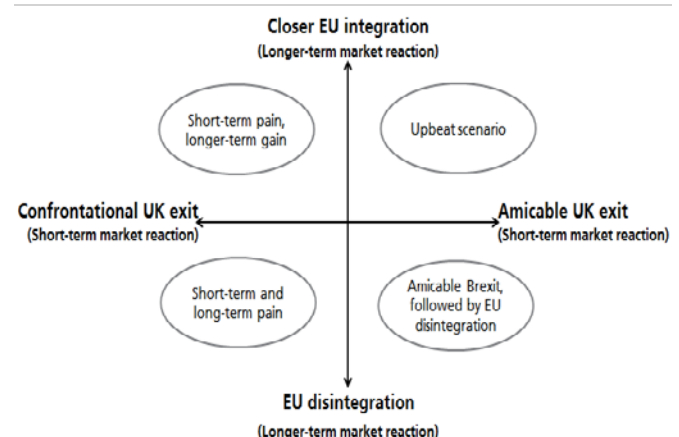 Closer EU integration
(Longer-term market reaction)
Short-term pain,
longer-term gain
Upbeat scenario
Confrontational UK exit
(Short-term market reaction)
Amicable UK exit
(Short-term market reaction)
Short-term and
long-term pain
Amicable Brexit,
followed by EU
disintegration
EU disintegration
(Longer-term market reaction)